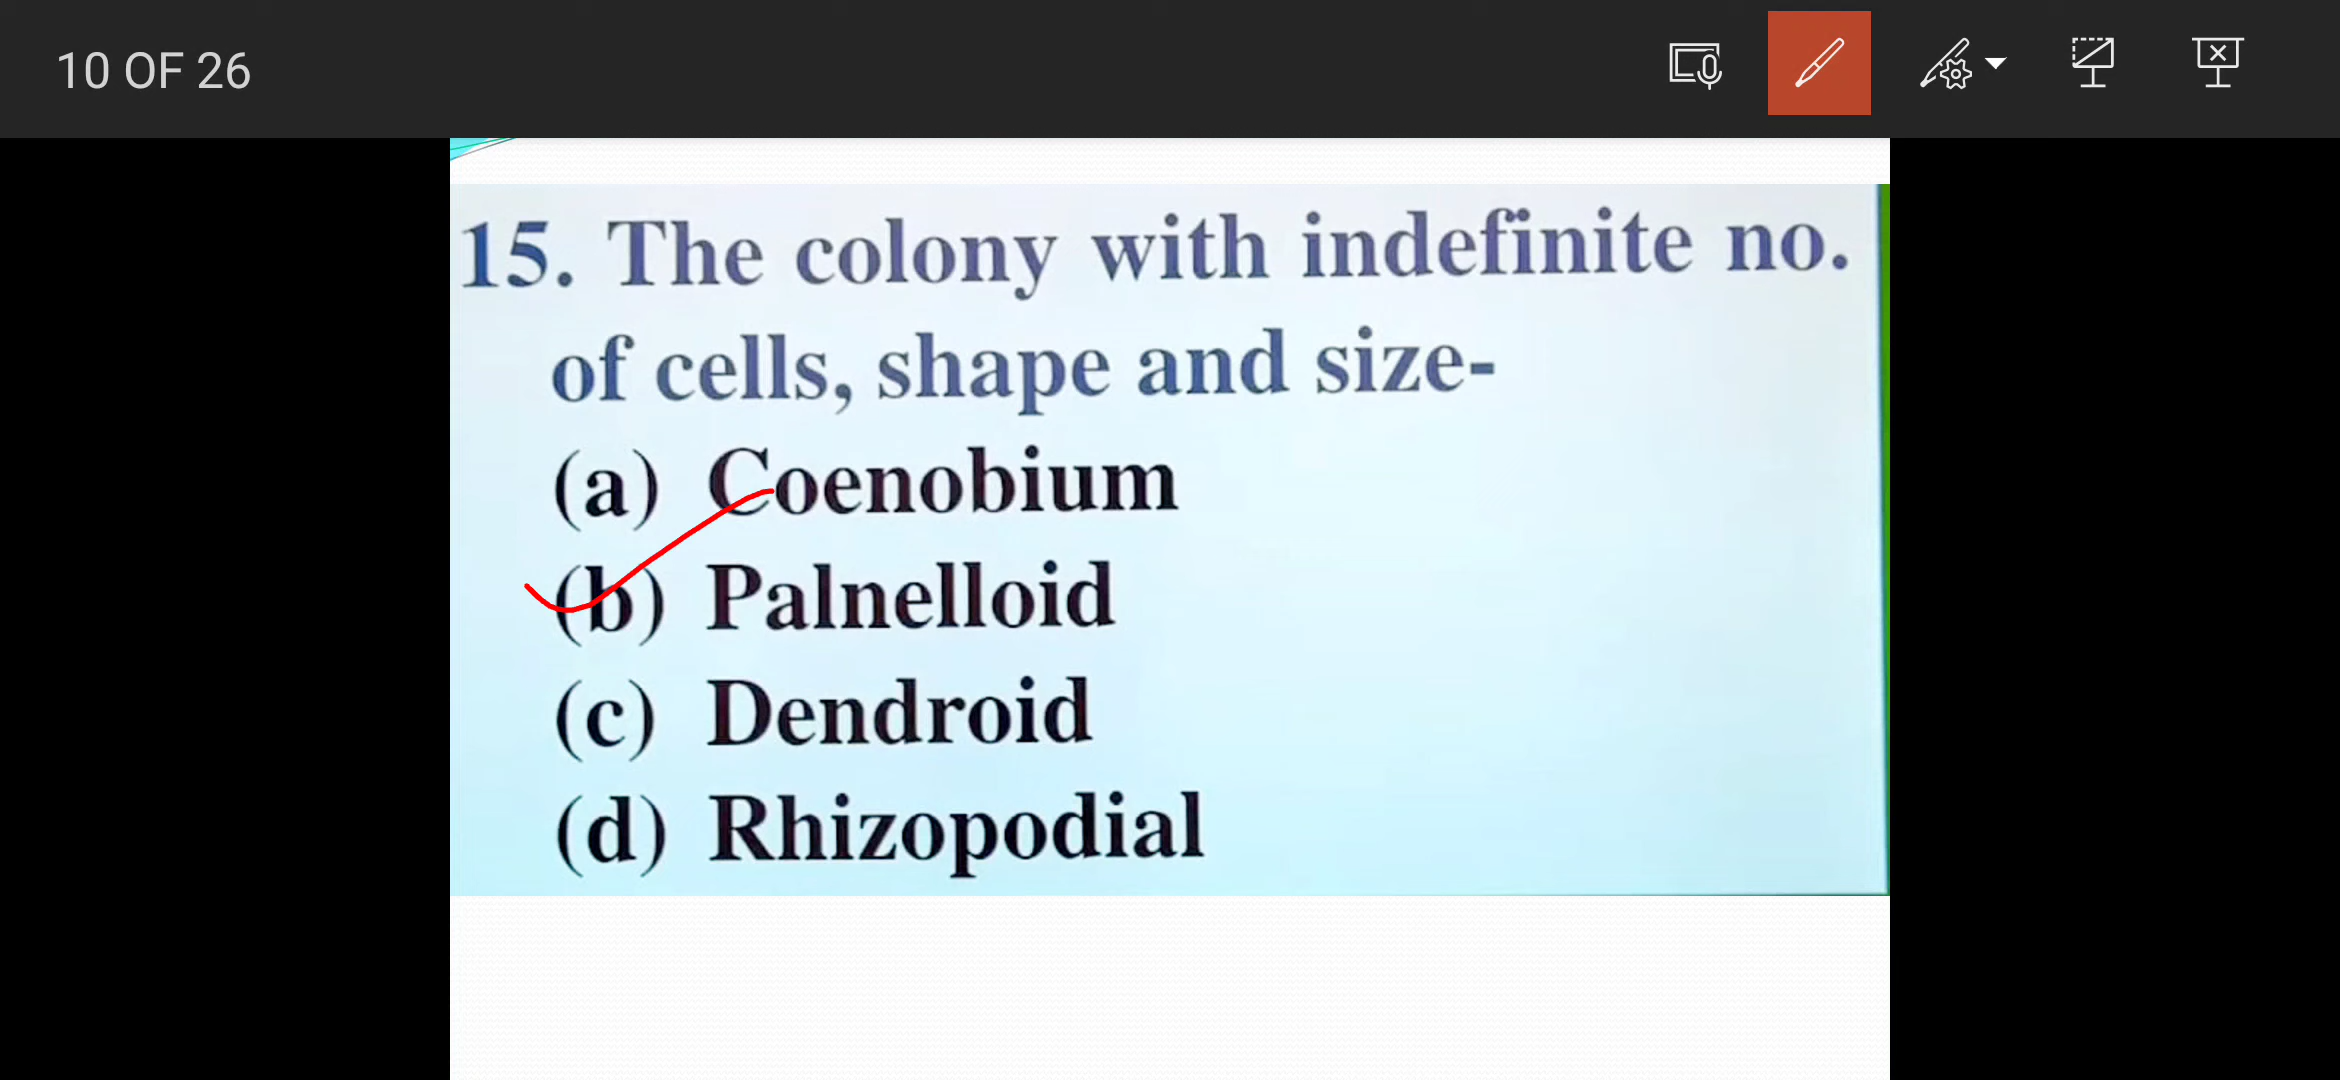 10 OF 26
15. The colony with indefinite no.
of cells, shape and size-
(a) Coenobium
(b) Palnelloid
(c) Dendroid
(d) Rhizopodial